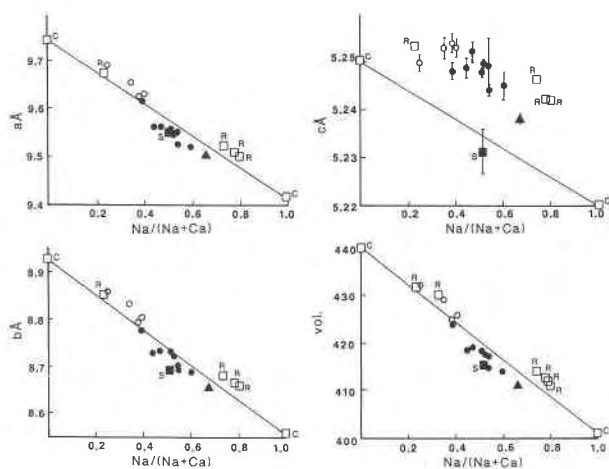 C
9.7
R
9.6
aÅ
S
R
R
R
9.5
C
9.4
0.2 0.4 0.6 0.8 1.0
Na/(Na+Ca)
C
5.25
R
R
cÅ
5.24
R
R
5.23
S
C
5.22
0.2 0.4 0.6 0.8 1.0
Na/(Na+Ca)
C
8.9
R
8.8
bÅ
8.7
S
R
R
R
8.6
C
0.2 0.4 0.6 0.8 1.0
Na/(Na+Ca)
440
C
430
R
R
vol.
420
S
R
R
R
410
R
400
C
0.2 0.4 0.6 0.8 1.0
Na/(Na+Ca)